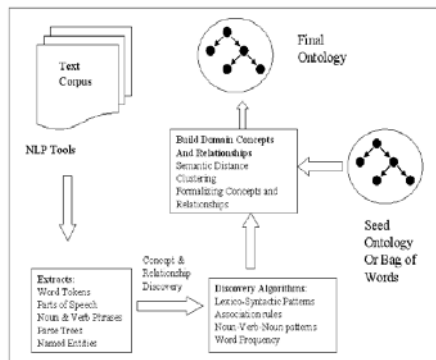 Text
Corpus
NLP Tools
Final
Ontology
Build Domain Concepts
And Relationships
Semantic Distance
Clustering
Formalizing Concepts and
Relationships
Seed
Ontology
Or Bag of
Words
Extracts:
Word Tokens
Parts of Speech
Noun & Verb Phrases
Parse Trees
Named Entities
Concept &
Relationship
Discovery
Discovery Algorithms:
Lexico-Syntactic Patterns
Association rules
Noun-Verb-Noun patterns
Word Frequency